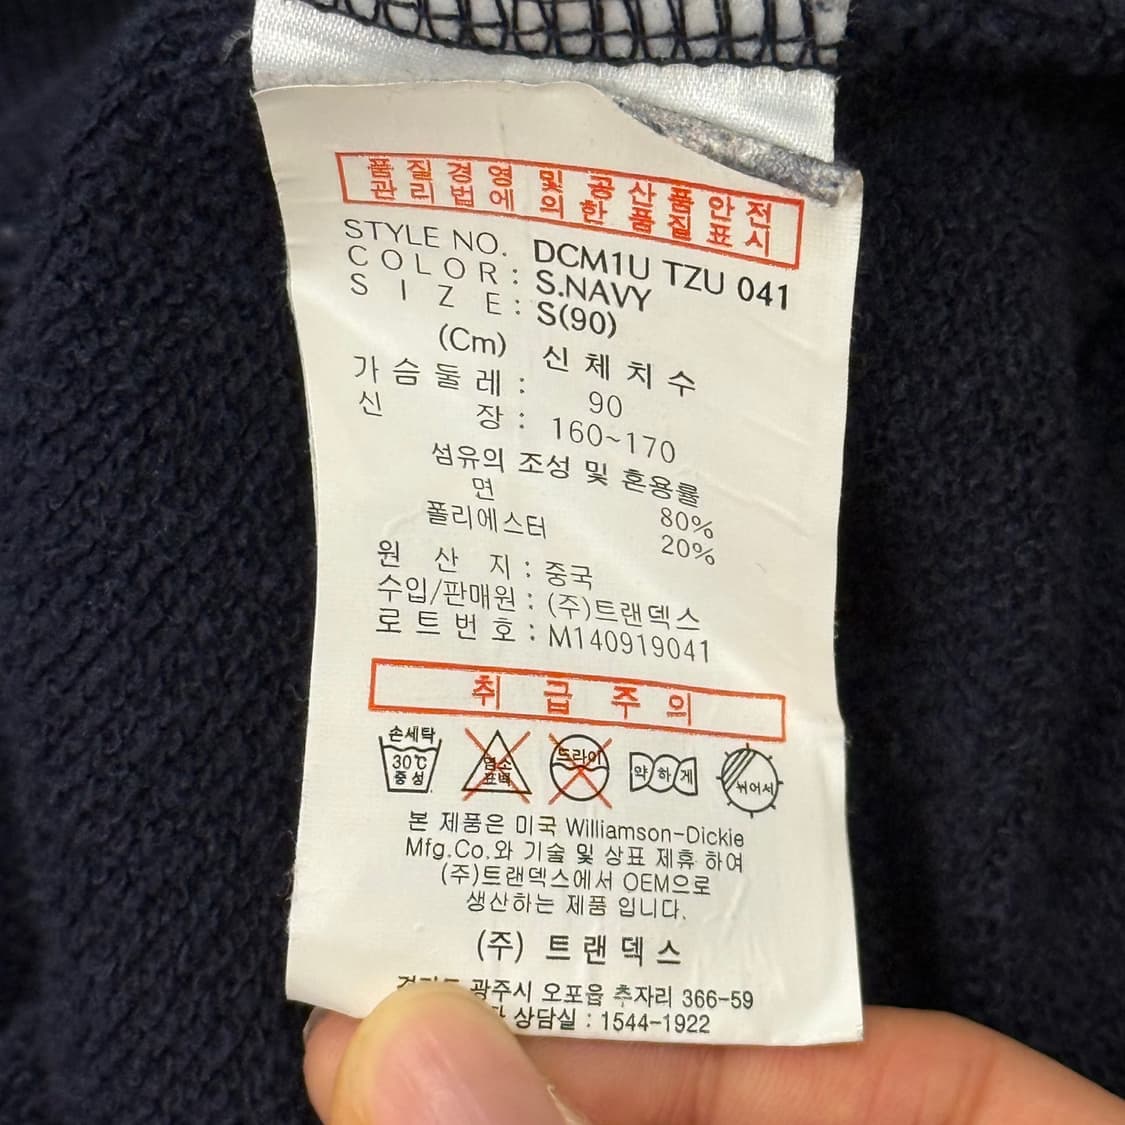 품질경영 및 공산품안전
관리법에 의한 품질표시
STYLE NO. DCM1U TZU 041
COLOR : S.NAVY
SIZE : S(90)
(Cm) 신체치수
가슴둘레 : 90
신장 : 160~170
섬유의 조성 및 혼용률
면 80%
폴리에스터 20%
원산지 : 중국
수입/판매원 : (주)트랜덱스
로트번호 : M140919041
취급주의
손세탁
30℃
중성
염소
표백
드라이
약하게
뉘어서
본 제품은 미국 Williamson-Dickie
Mfg.Co.와 기술 및 상표 제휴 하여
(주)트랜덱스에서 OEM으로
생산하는 제품 입니다.
(주) 트랜덱스
광주시 오포읍 추자리 366-59
상담실 : 1544-1922